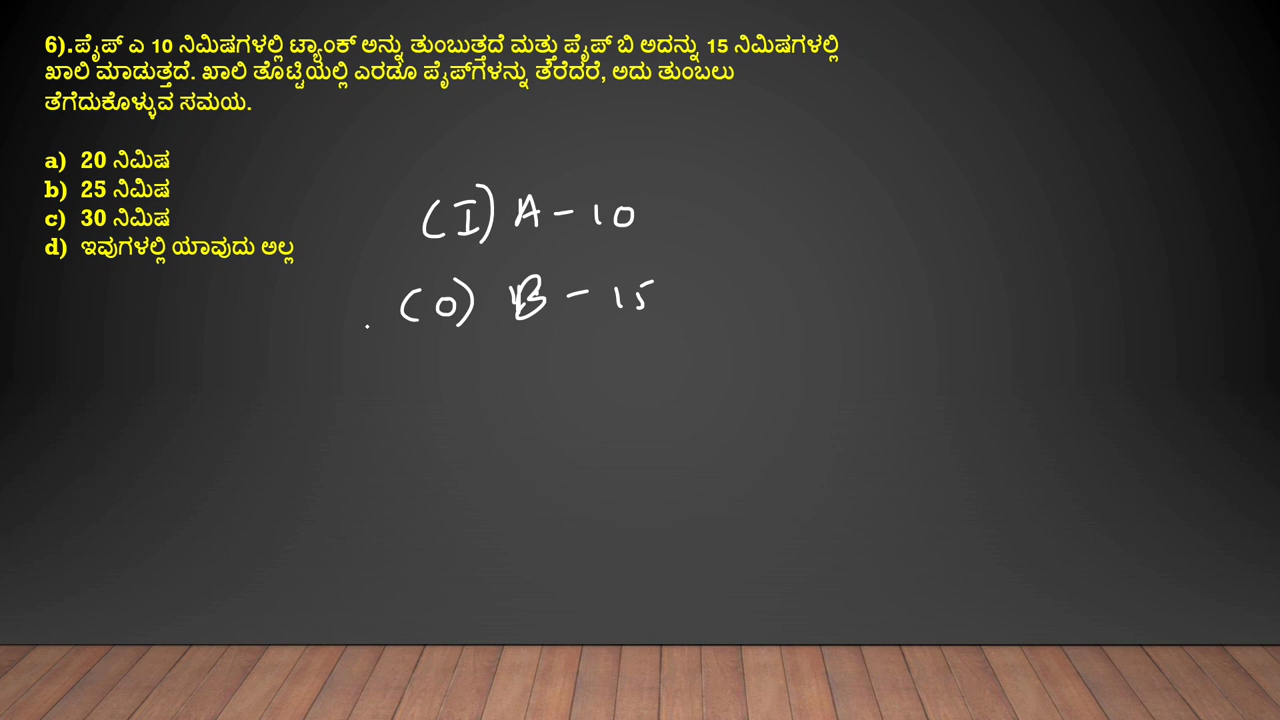 6).ಪೈಪ್ ಎ 10 ನಿಮಿಷಗಳಲ್ಲಿ ಟ್ಯಾಂಕ್ ಅನ್ನು ತುಂಬುತ್ತದೆ ಮತ್ತು ಪೈಪ್ ಬಿ ಅದನ್ನು 15 ನಿಮಿಷಗಳಲ್ಲಿ
ಖಾಲಿ ಮಾಡುತ್ತದೆ. ಖಾಲಿ ತೊಟ್ಟಿಯಲ್ಲಿ ಎರಡೂ ಪೈಪ್‌ಗಳನ್ನು ತೆರೆದರೆ, ಅದು ತುಂಬಲು
ತೆಗೆದುಕೊಳ್ಳುವ ಸಮಯ.
a) 20 ನಿಮಿಷ
b) 25 ನಿಮಿಷ
c) 30 ನಿಮಿಷ
d) ಇವುಗಳಲ್ಲಿ ಯಾವುದು ಅಲ್ಲ
(I) A - 10
(O) B - 15